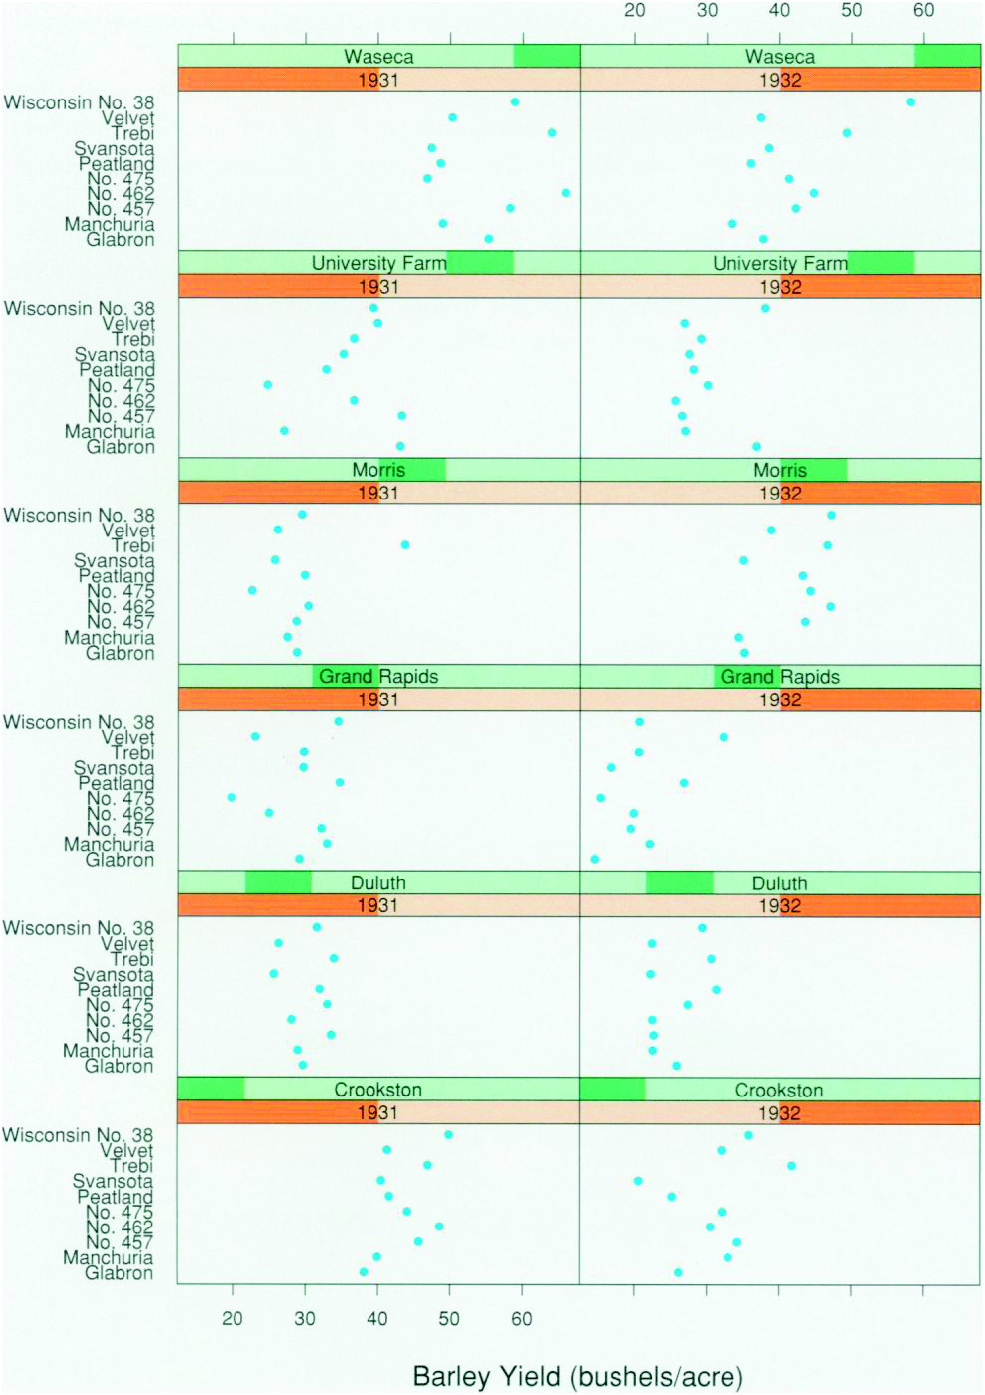 20 30 40 50 60
Waseca Waseca
1931 1932
Wisconsin No. 38
Velvet
Trebi
Svansota
Peatland
No. 475
No. 462
No. 457
Manchuria
Glabron
University Farm University Farm
1931 1932
Wisconsin No. 38
Velvet
Trebi
Svansota
Peatland
No. 475
No. 462
No. 457
Manchuria
Glabron
Morris Morris
1931 1932
Wisconsin No. 38
Velvet
Trebi
Svansota
Peatland
No. 475
No. 462
No. 457
Manchuria
Glabron
Grand Rapids Grand Rapids
1931 1932
Wisconsin No. 38
Velvet
Trebi
Svansota
Peatland
No. 475
No. 462
No. 457
Manchuria
Glabron
Duluth Duluth
1931 1932
Wisconsin No. 38
Velvet
Trebi
Svansota
Peatland
No. 475
No. 462
No. 457
Manchuria
Glabron
Crookston Crookston
1931 1932
Wisconsin No. 38
Velvet
Trebi
Svansota
Peatland
No. 475
No. 462
No. 457
Manchuria
Glabron
20 30 40 50 60
Barley Yield (bushels/acre)